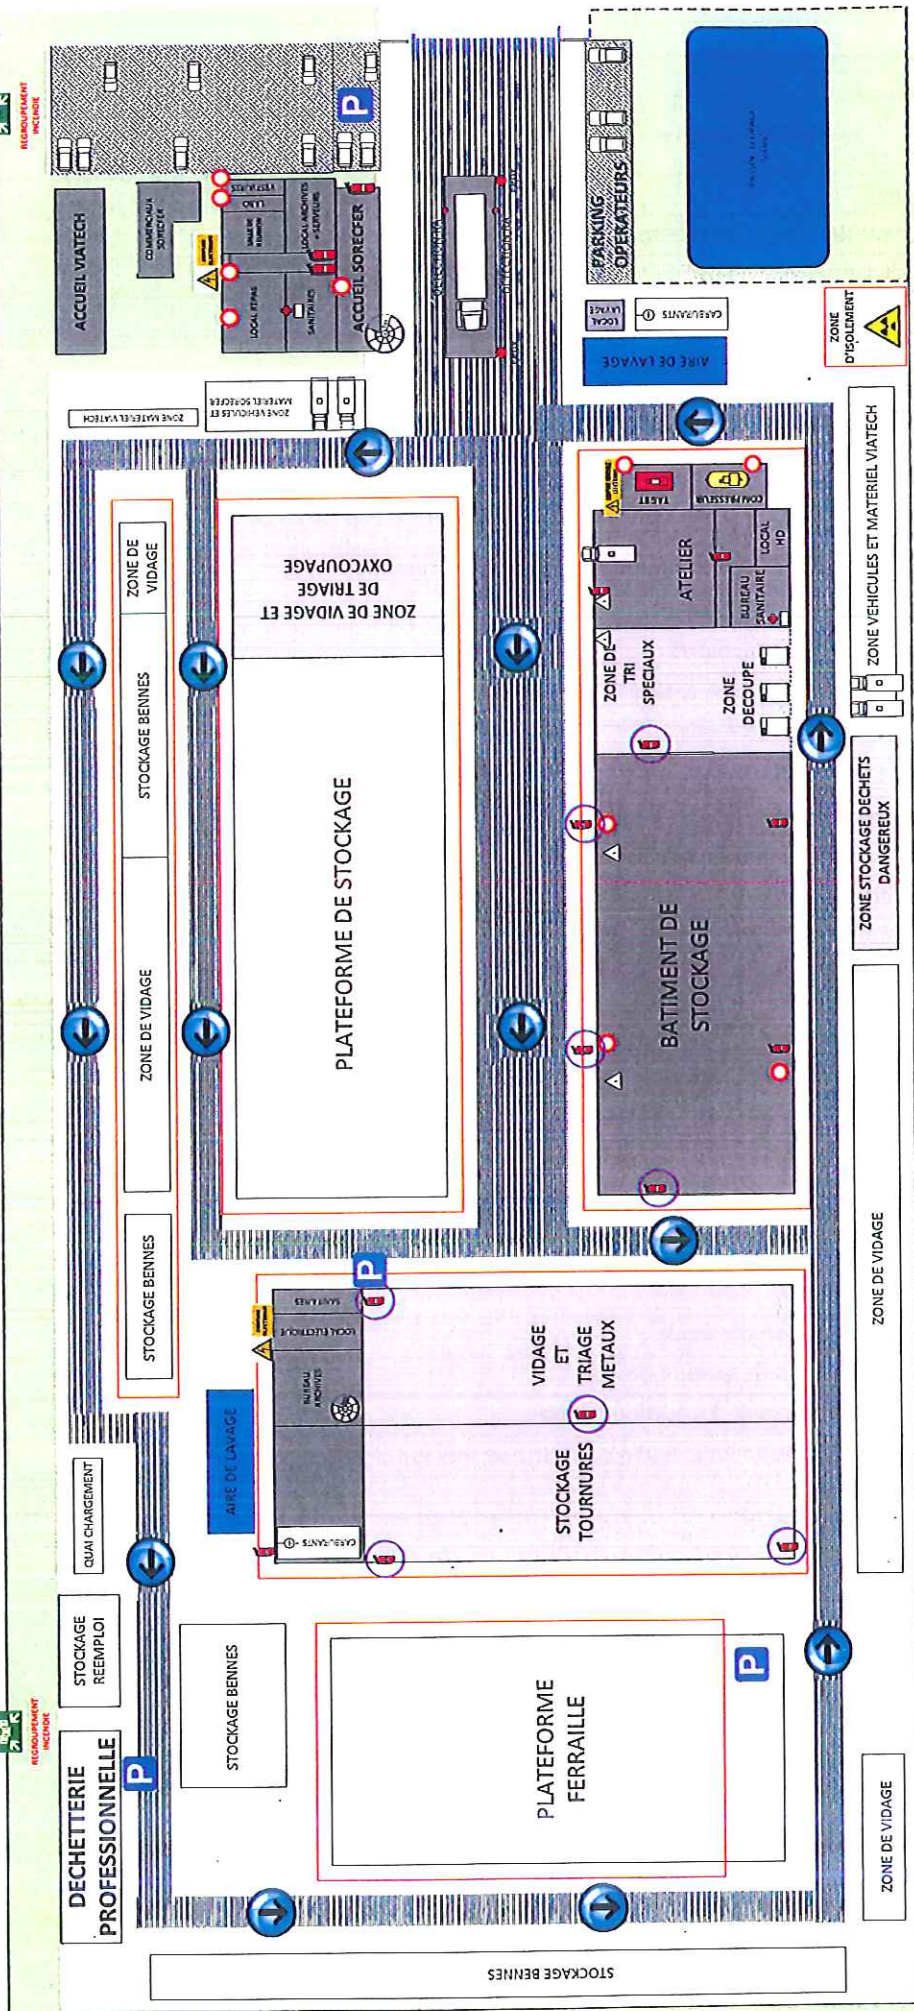 REGROUPEMENT
INCENDIE
ACCUEIL VIATECH
COMMERCIAUX
SORECFER
VESTIAIRES
LABO
SALLE DE
REUNION
LOCAL ARCHIVES
+ SERVEURS
LOCAL RTPAS
SANITAIRES
ACCUEIL SORECFER
P
ZONE MATERIEL VIATECH
ZONE VEHICULES ET
MATERIEL SORECFER
PARKING
OPERATEURS
LOCAL
LAVAGE
CARBURANTS
AIRE DE LAVAGE
ZONE
D'ISOLEMENT
ZONE DE
VIDAGE
STOCKAGE BENNES
ZONE DE VIDAGE
STOCKAGE BENNES
ZONE DE VIDAGE ET
DE TRIAGE
OXYCOUPAGE
PLATEFORME DE STOCKAGE
COMPRESSEUR
ATELIER
LOCAL
HD
BUREAU
SANITAIRE
ZONE DE
TRI
SPECIAUX
ZONE
DECOUPE
BATIMENT DE
STOCKAGE
ZONE VEHICULES ET MATERIEL VIATECH
ZONE STOCKAGE DECHETS
DANGEREUX
ZONE DE VIDAGE
P
SANITAIRES
LOCAL ELECTRIQUE
BUREAU
ARCHIVES
CARBURANTS
AIRE DE LAVAGE
VIDAGE
ET
TRIAGE
METAUX
STOCKAGE
TOURNURES
QUAI CHARGEMENT
STOCKAGE
REEMPLOI
REGROUPEMENT
INCENDIE
DECHETTERIE
PROFESSIONNELLE
P
STOCKAGE BENNES
PLATEFORME
FERRAILLE
P
ZONE DE VIDAGE
STOCKAGE BENNES